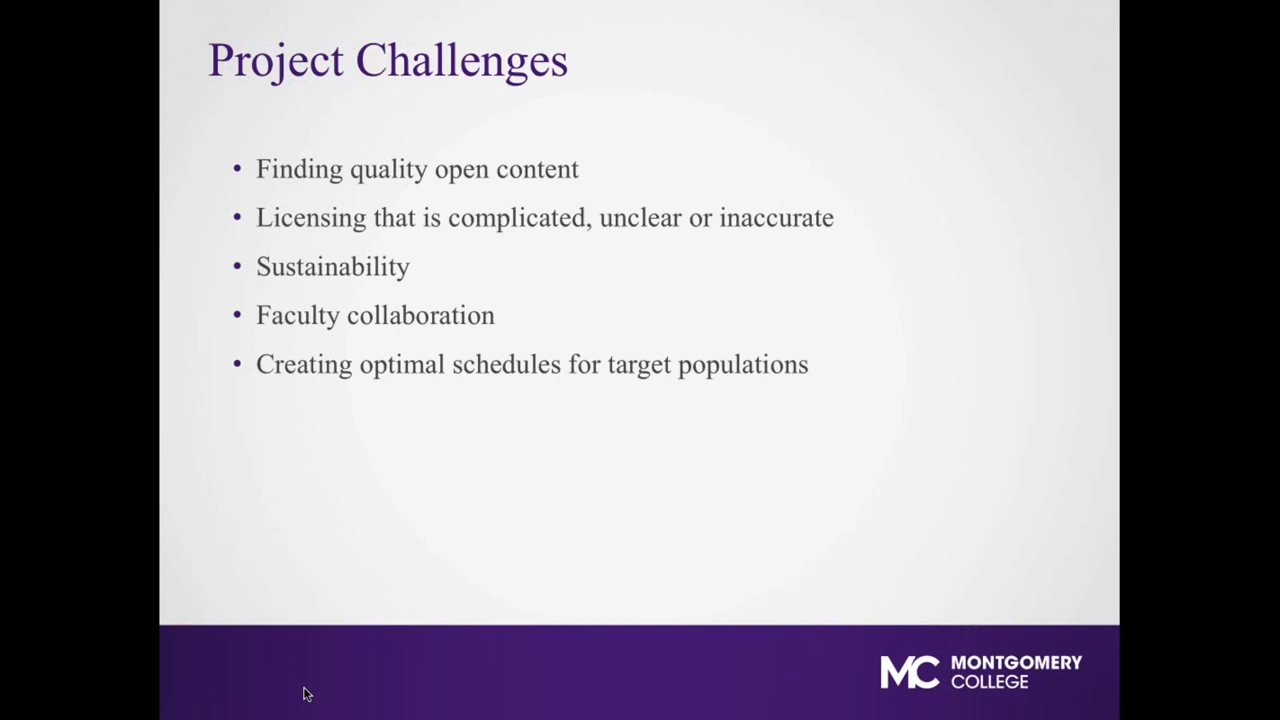 Project Challenges
• Finding quality open content
• Licensing that is complicated, unclear or inaccurate
• Sustainability
• Faculty collaboration
• Creating optimal schedules for target populations
MC MONTGOMERY
COLLEGE